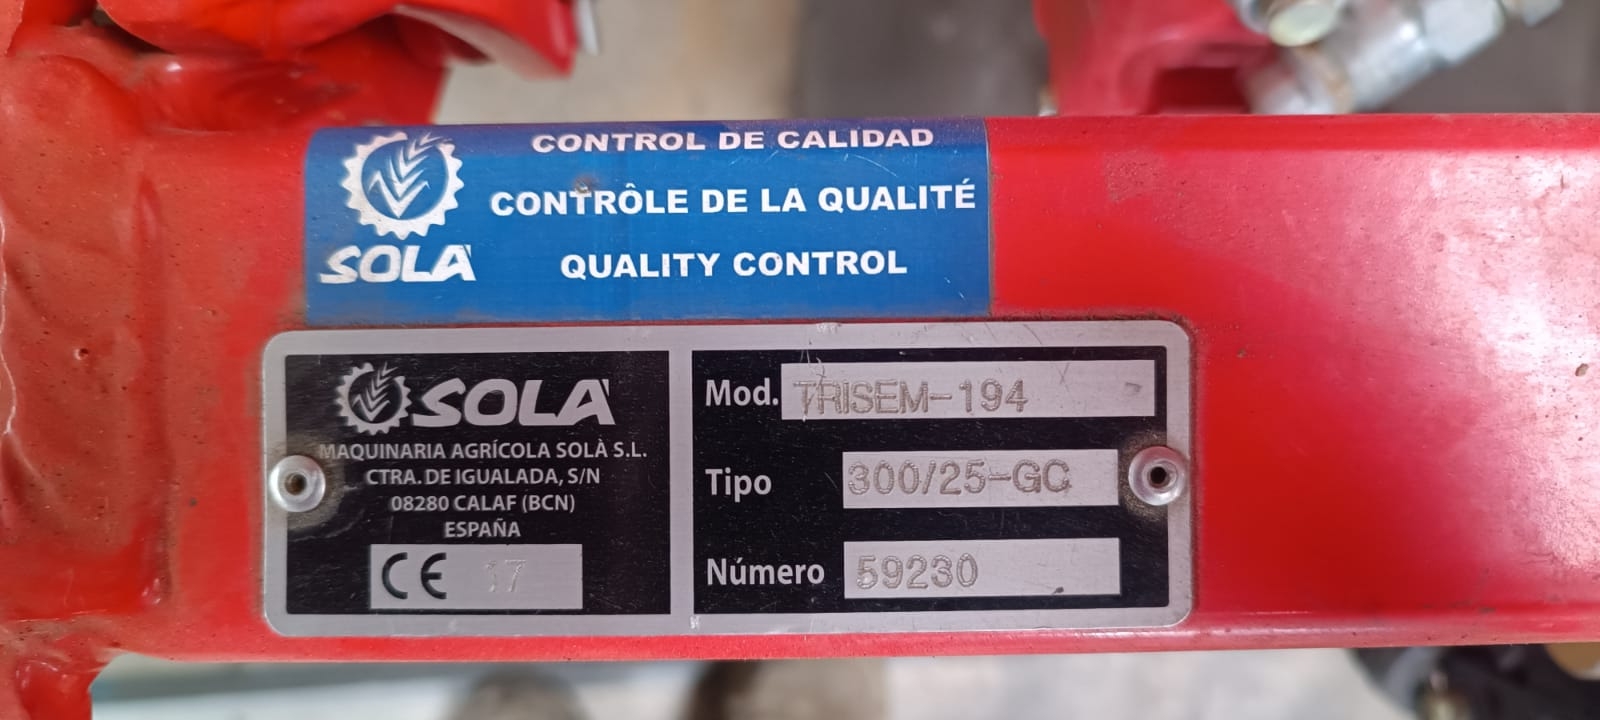 CONTROL DE CALIDAD
CONTRÔLE DE LA QUALITÉ
SOLÀ
QUALITY CONTROL
SOLÀ
MAQUINARIA AGRÍCOLA SOLÀ S.L.
CTRA. DE IGUALADA, S/N
08280 CALAF (BCN)
ESPAÑA
CE 17
Mod. TRISEM-194
Tipo 300/25-GC
Número 59230